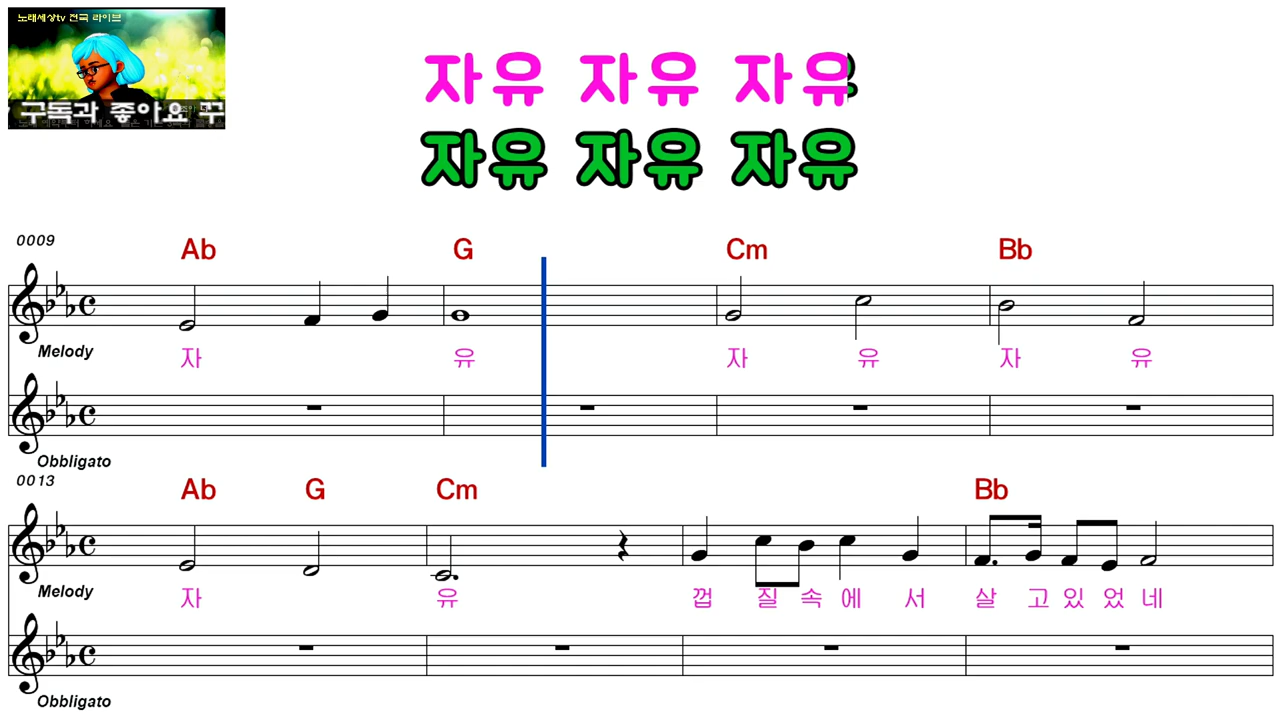 노래세상tv 전국 라이브
구독과 좋아요 꾸
자유 자유 자유
자유 자유 자유
0009
Ab G Cm Bb
Melody
자 유 자 유 자 유
Obbligato
0013
Ab G Cm Bb
Melody
자 유 껍 질 속 에 서 살 고 있 었 네
Obbligato